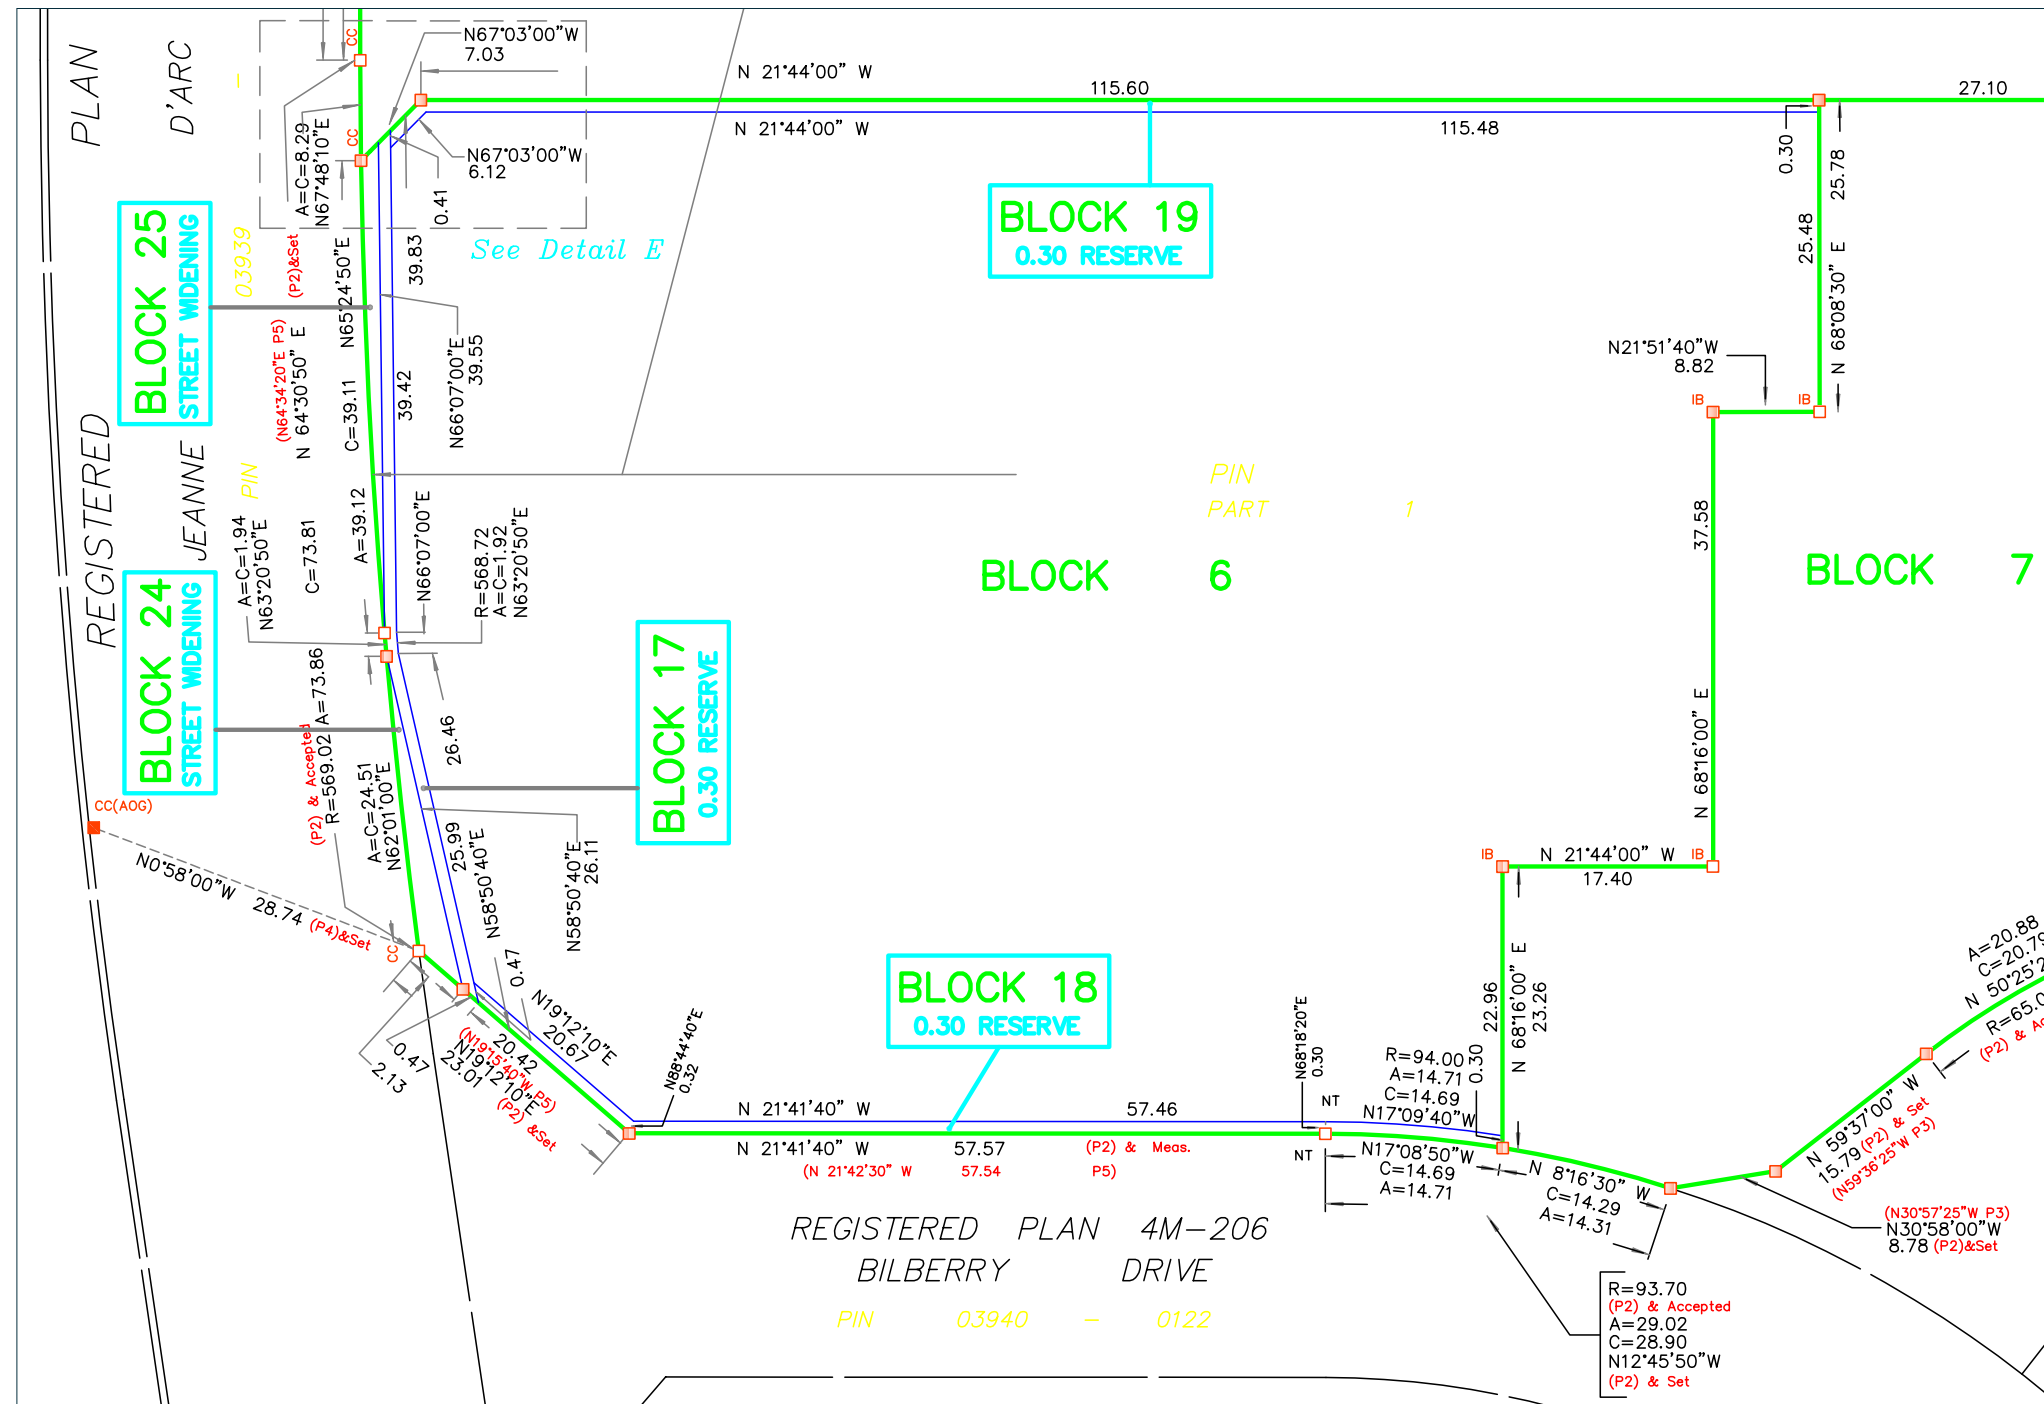 REGISTERED PLAN
JEANNE D'ARC
PIN 03939 -
CC
CC
N67°03'00"W
7.03
A=C=8.29
N67°48'10"E
N67°03'00"W
6.12
0.41
See Detail E
N 21°44'00" W
115.60
27.10
N 21°44'00" W
115.48
0.30
25.78
25.48
N 68°08'30" E
BLOCK 19
0.30 RESERVE
BLOCK 25
STREET WIDENING
(P2)&Set
(N64°34'20"E P5)
N 64°30'50" E
C=73.81
N65°24'50"E
C=39.11
A=39.12
39.83
39.42
N66°07'00"E
39.55
N66°07'00"E
N21°51'40"W
8.82
IB
IB
PIN
PART 1
BLOCK 6
BLOCK 7
37.58
N 68°16'00" E
A=C=1.94
N63°20'50"E
R=568.72
A=C=1.92
N63°20'50"E
BLOCK 24
STREET WIDENING
BLOCK 17
0.30 RESERVE
(P2) & Accepted
R=569.02 A=73.86
A=C=24.51
N62°01'00"E
26.46
25.99
N58°50'40"E
N58°50'40"E
26.11
CC(AOG)
N0°58'00"W 28.74 (P4)&Set
CC
IB
N 21°44'00" W
17.40
IB
22.96
N 68°16'00" E
23.26
0.47
N19°12'10"E
20.67
0.47
2.13
20.42
(N19°15'40"W P5)
N19°12'10"E
23.01
(P2) &Set
N88°44'40"E
0.32
BLOCK 18
0.30 RESERVE
N 21°41'40" W
57.46
N 21°41'40" W
57.57
(P2) & Meas.
(N 21°42'30" W 57.54 P5)
N68°18'20"E
0.30
NT
NT
R=94.00
A=14.71
C=14.69
N17°09'40"W
0.30
N17°08'50"W
C=14.69
A=14.71
N 8°16'30" W
C=14.29
A=14.31
A=20.88
C=20.79
N 50°25'2
R=65.0
(P2) & Ac
N 59°37'00" W
15.79 (P2) & Set
(N59°36'25"W P3)
(N30°57'25"W P3)
N30°58'00"W
8.78 (P2)&Set
REGISTERED PLAN 4M-206
BILBERRY DRIVE
PIN 03940 - 0122
R=93.70
(P2) & Accepted
A=29.02
C=28.90
N12°45'50"W
(P2) & Set